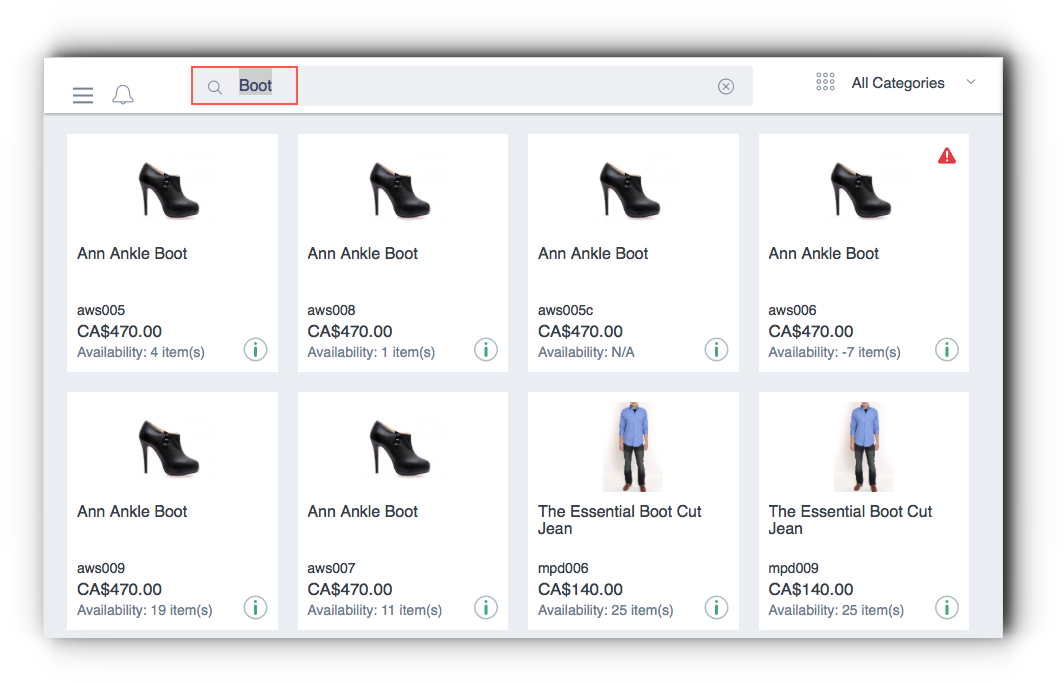 Boot
All Categories
Ann Ankle Boot
aws005
CA$470.00
Availability: 4 item(s)
Ann Ankle Boot
aws008
CA$470.00
Availability: 1 item(s)
Ann Ankle Boot
aws005c
CA$470.00
Availability: N/A
Ann Ankle Boot
aws006
CA$470.00
Availability: -7 item(s)
Ann Ankle Boot
aws009
CA$470.00
Availability: 19 item(s)
Ann Ankle Boot
aws007
CA$470.00
Availability: 11 item(s)
The Essential Boot Cut
Jean
mpd006
CA$140.00
Availability: 25 item(s)
The Essential Boot Cut
Jean
mpd009
CA$140.00
Availability: 25 item(s)